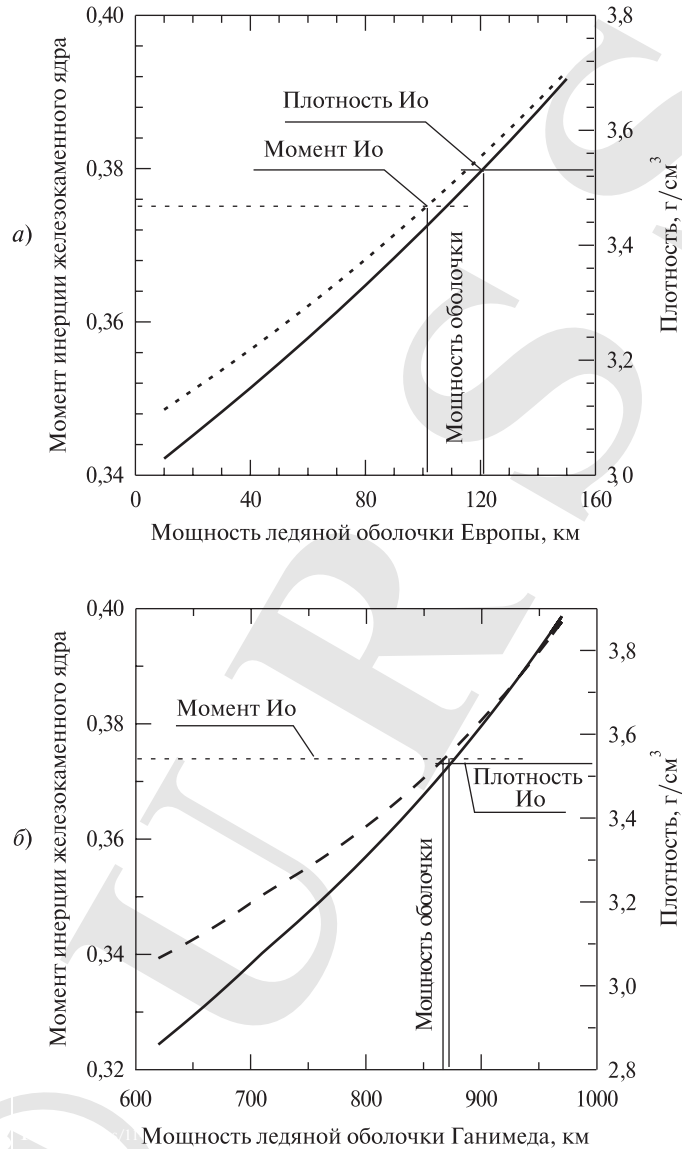 0,40
3,8
Плотность Ио
Момент Ио
3,6
0,38
а)
Момент инерции железокаменного ядра
Мощность оболочки
3,4
Плотность, г/см³
0,36
3,2
0,34
3 0
0 40 80 120 160
Мощность ледяной оболочки Европы, км
0,40
3,8
0,38
Момент Ио
3,6
Плотность
Ио
б)
Момент инерции железокаменного ядра
Мощность оболочки
0,36
3,4
Плотность, г/см³
3,2
0,34
3,0
0,32
2,8
600 700 800 900 1000
Мощность ледяной оболочки Ганимеда, км
URSS